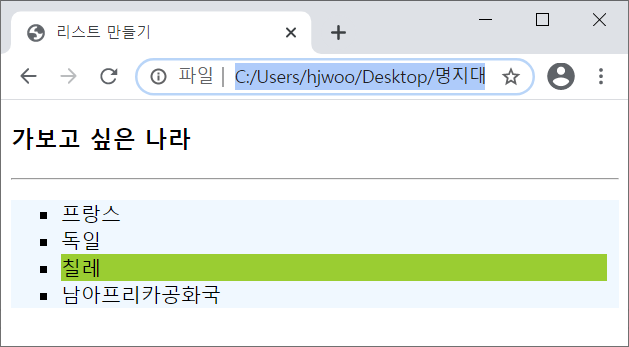 리스트 만들기
파일 | C:/Users/hjwoo/Desktop/명지대
가보고 싶은 나라
프랑스
독일
칠레
남아프리카공화국